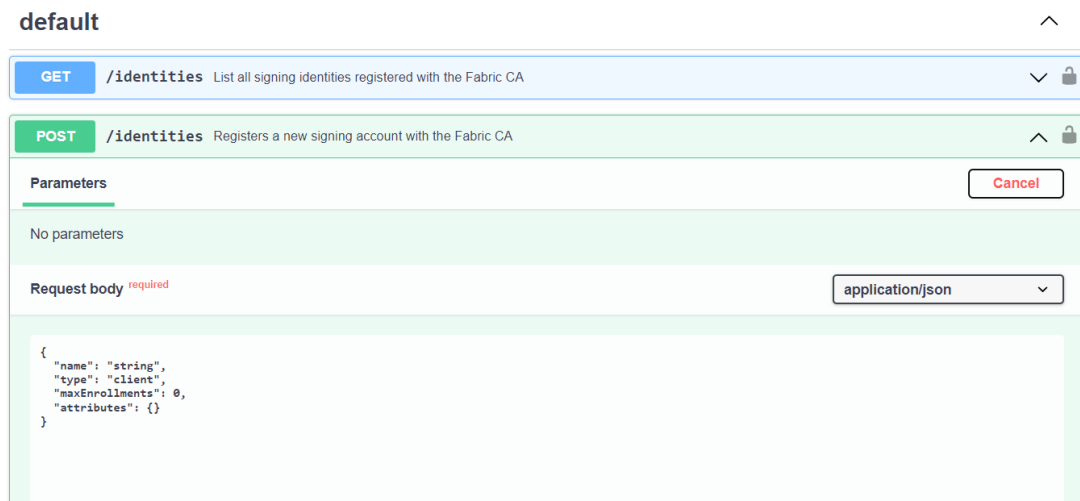 default
GET /identities List all signing identities registered with the Fabric CA
POST /identities Registers a new signing account with the Fabric CA
Parameters Cancel
No parameters
Request body required application/json
{
  "name": "string",
  "type": "client",
  "maxEnrollments": 0,
  "attributes": {}
}